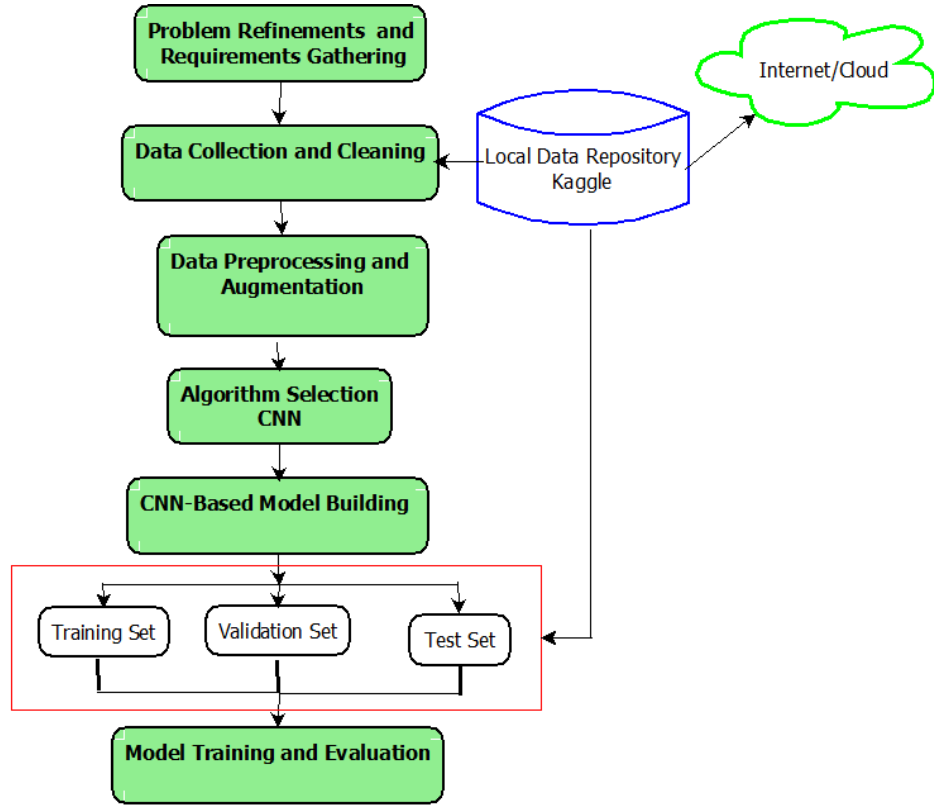 Problem Refinements and
Requirements Gathering
Internet/Cloud
Data Collection and Cleaning
Local Data Repository
Kaggle
Data Preprocessing and
Augmentation
Algorithm Selection
CNN
CNN-Based Model Building
Training Set
Validation Set
Test Set
Model Training and Evaluation